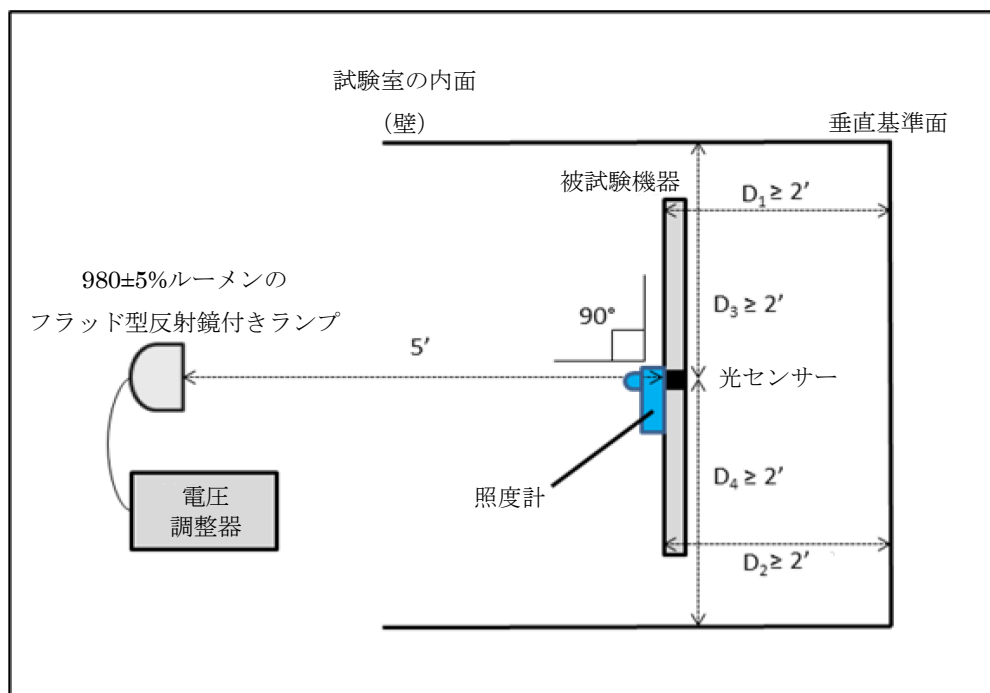 試験室の内面
（壁）
垂直基準面
被試験機器
D₁ ≥ 2'
980±5%ルーメンの
フラッド型反射鏡付きランプ
90°
D₃ ≥ 2'
5'
光センサー
照度計
D₄ ≥ 2'
電圧
調整器
D₂ ≥ 2'